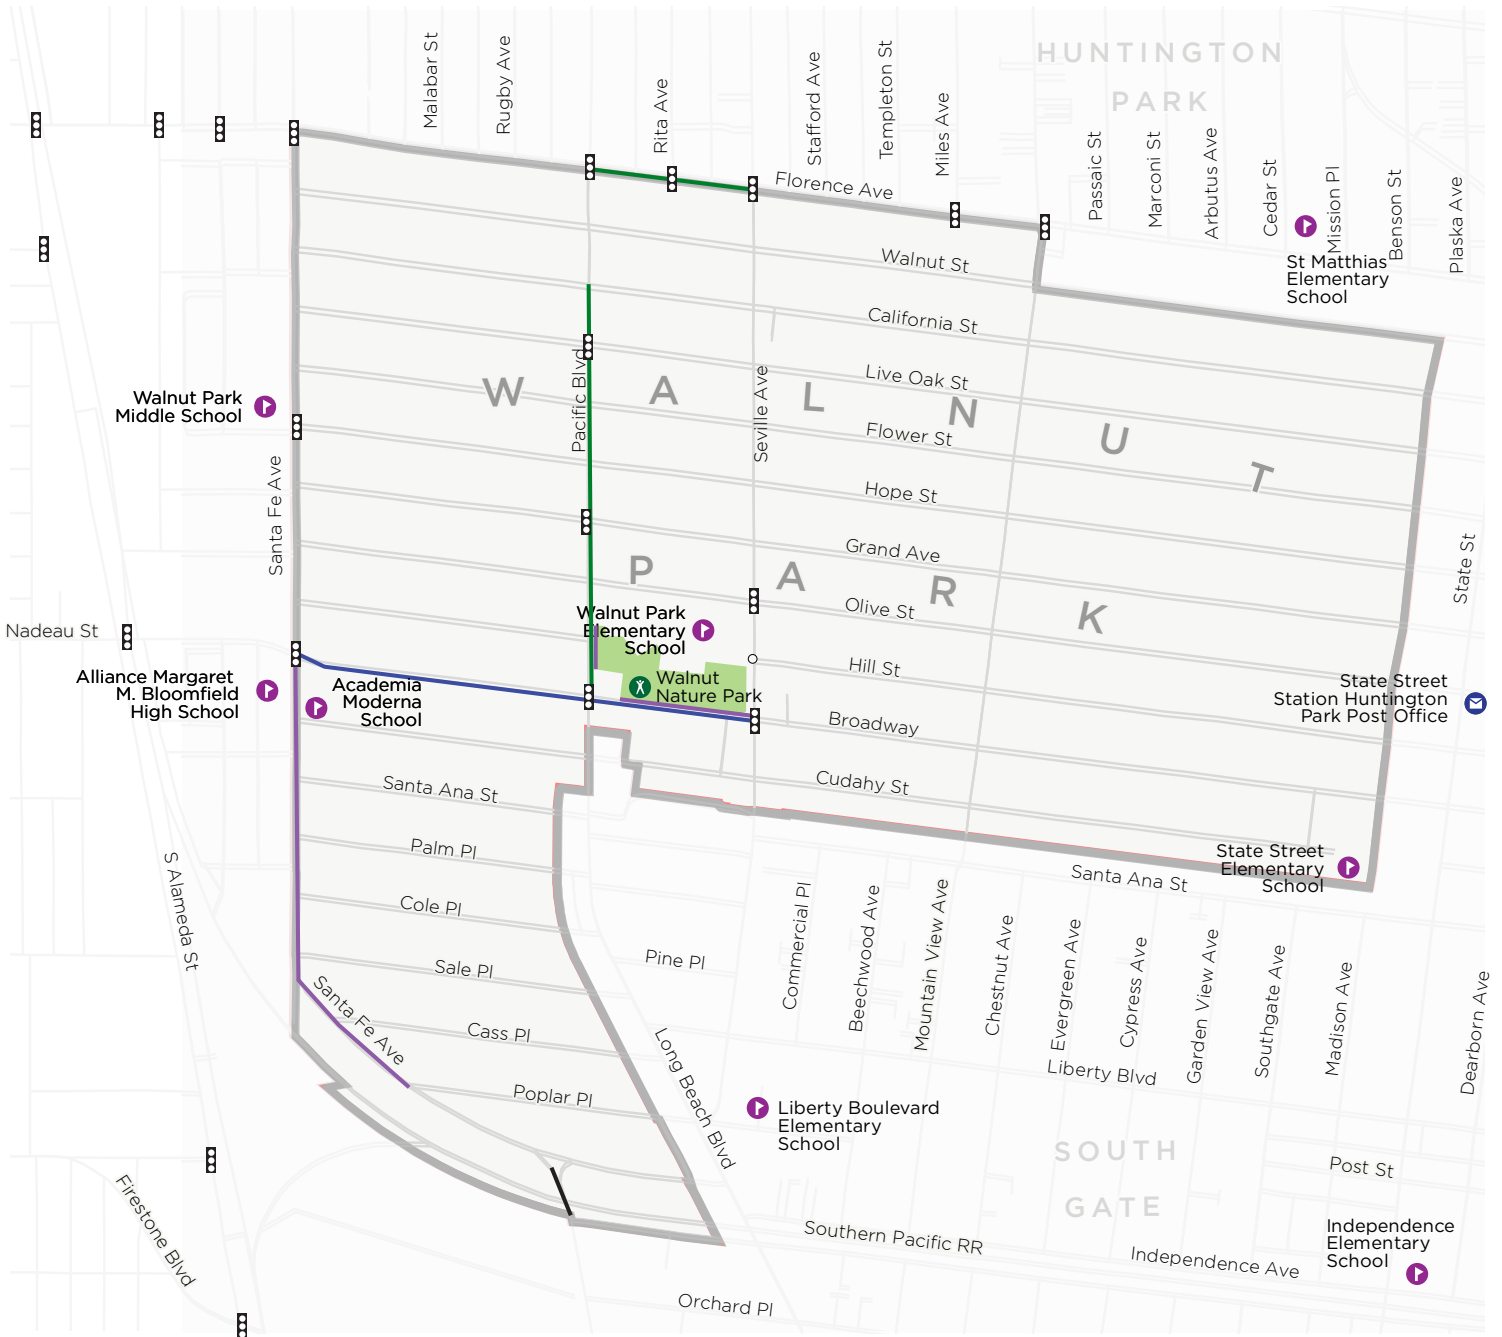 HUNTINGTON
PARK
Malabar St
Rugby Ave
Rita Ave
Stafford Ave
Templeton St
Miles Ave
Passaic St
Marconi St
Arbutus Ave
Cedar St
Mission Pl
Benson St
Plaska Ave
Florence Ave
St Matthias
Elementary
School
Walnut St
California St
Live Oak St
Flower St
Hope St
Grand Ave
Olive St
Hill St
Broadway
Cudahy St
Pacific Blvd
Seville Ave
WALNUT
PARK
Walnut Park
Middle School
Santa Fe Ave
State St
Nadeau St
Walnut Park
Elementary
School
Walnut
Nature Park
Alliance Margaret
M. Bloomfield
High School
Academia
Moderna
School
State Street
Station Huntington
Park Post Office
Santa Ana St
Palm Pl
Cole Pl
Sale Pl
Cass Pl
Poplar Pl
Santa Fe Ave
S Alameda St
State Street
Elementary
School
Santa Ana St
Pine Pl
Commercial Pl
Beechwood Ave
Mountain View Ave
Chestnut Ave
Evergreen Ave
Cypress Ave
Garden View Ave
Southgate Ave
Madison Ave
Dearborn Ave
Long Beach Blvd
Liberty Blvd
Liberty Boulevard
Elementary
School
SOUTH
GATE
Post St
Firestone Blvd
Southern Pacific RR
Independence Ave
Independence
Elementary
School
Orchard Pl